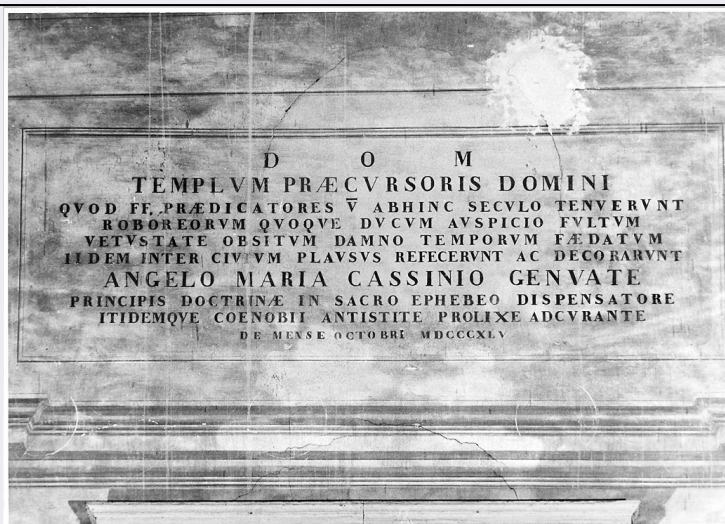 D O M
TEMPLVM PRÆCVRSORIS DOMINI
QVOD FF. PRÆDICATORES V̅ ABHINC SECVLO TENVERVNT
ROBOREORVM QVOQVE DVCVM AVSPICIO FVLTVM
VETVSTATE OBSITVM DAMNO TEMPORVM FÆDATVM
IIDEM INTER CIVIVM PLAVSVS REFECERVNT AC DECORARVNT
ANGELO MARIA CASSINIO GENVATE
PRINCIPIS DOCTRINÆ IN SACRO EPHEBEO DISPENSATORE
ITIDEMQVE COENOBII ANTISTITE PROLIXE ADCVRANTE
DE MENSE OCTOBRI MDCCCXLV